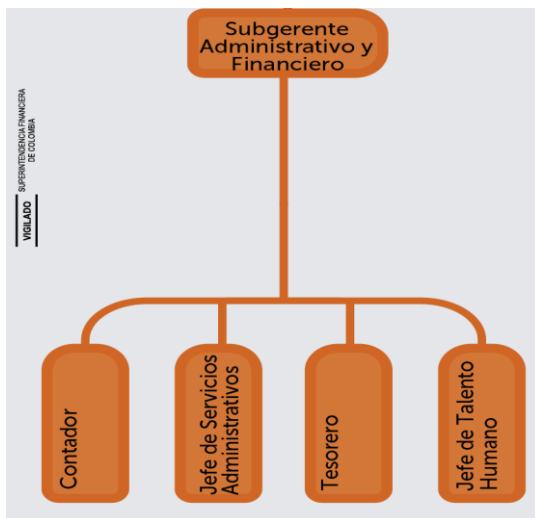 Subgerente
Administrativo y
Financiero
VIGILADO
SUPERINTENDENCIA FINANCIERA
DE COLOMBIA
Contador
Jefe de Servicios
Administrativos
Tesorero
Jefe de Talento
Humano